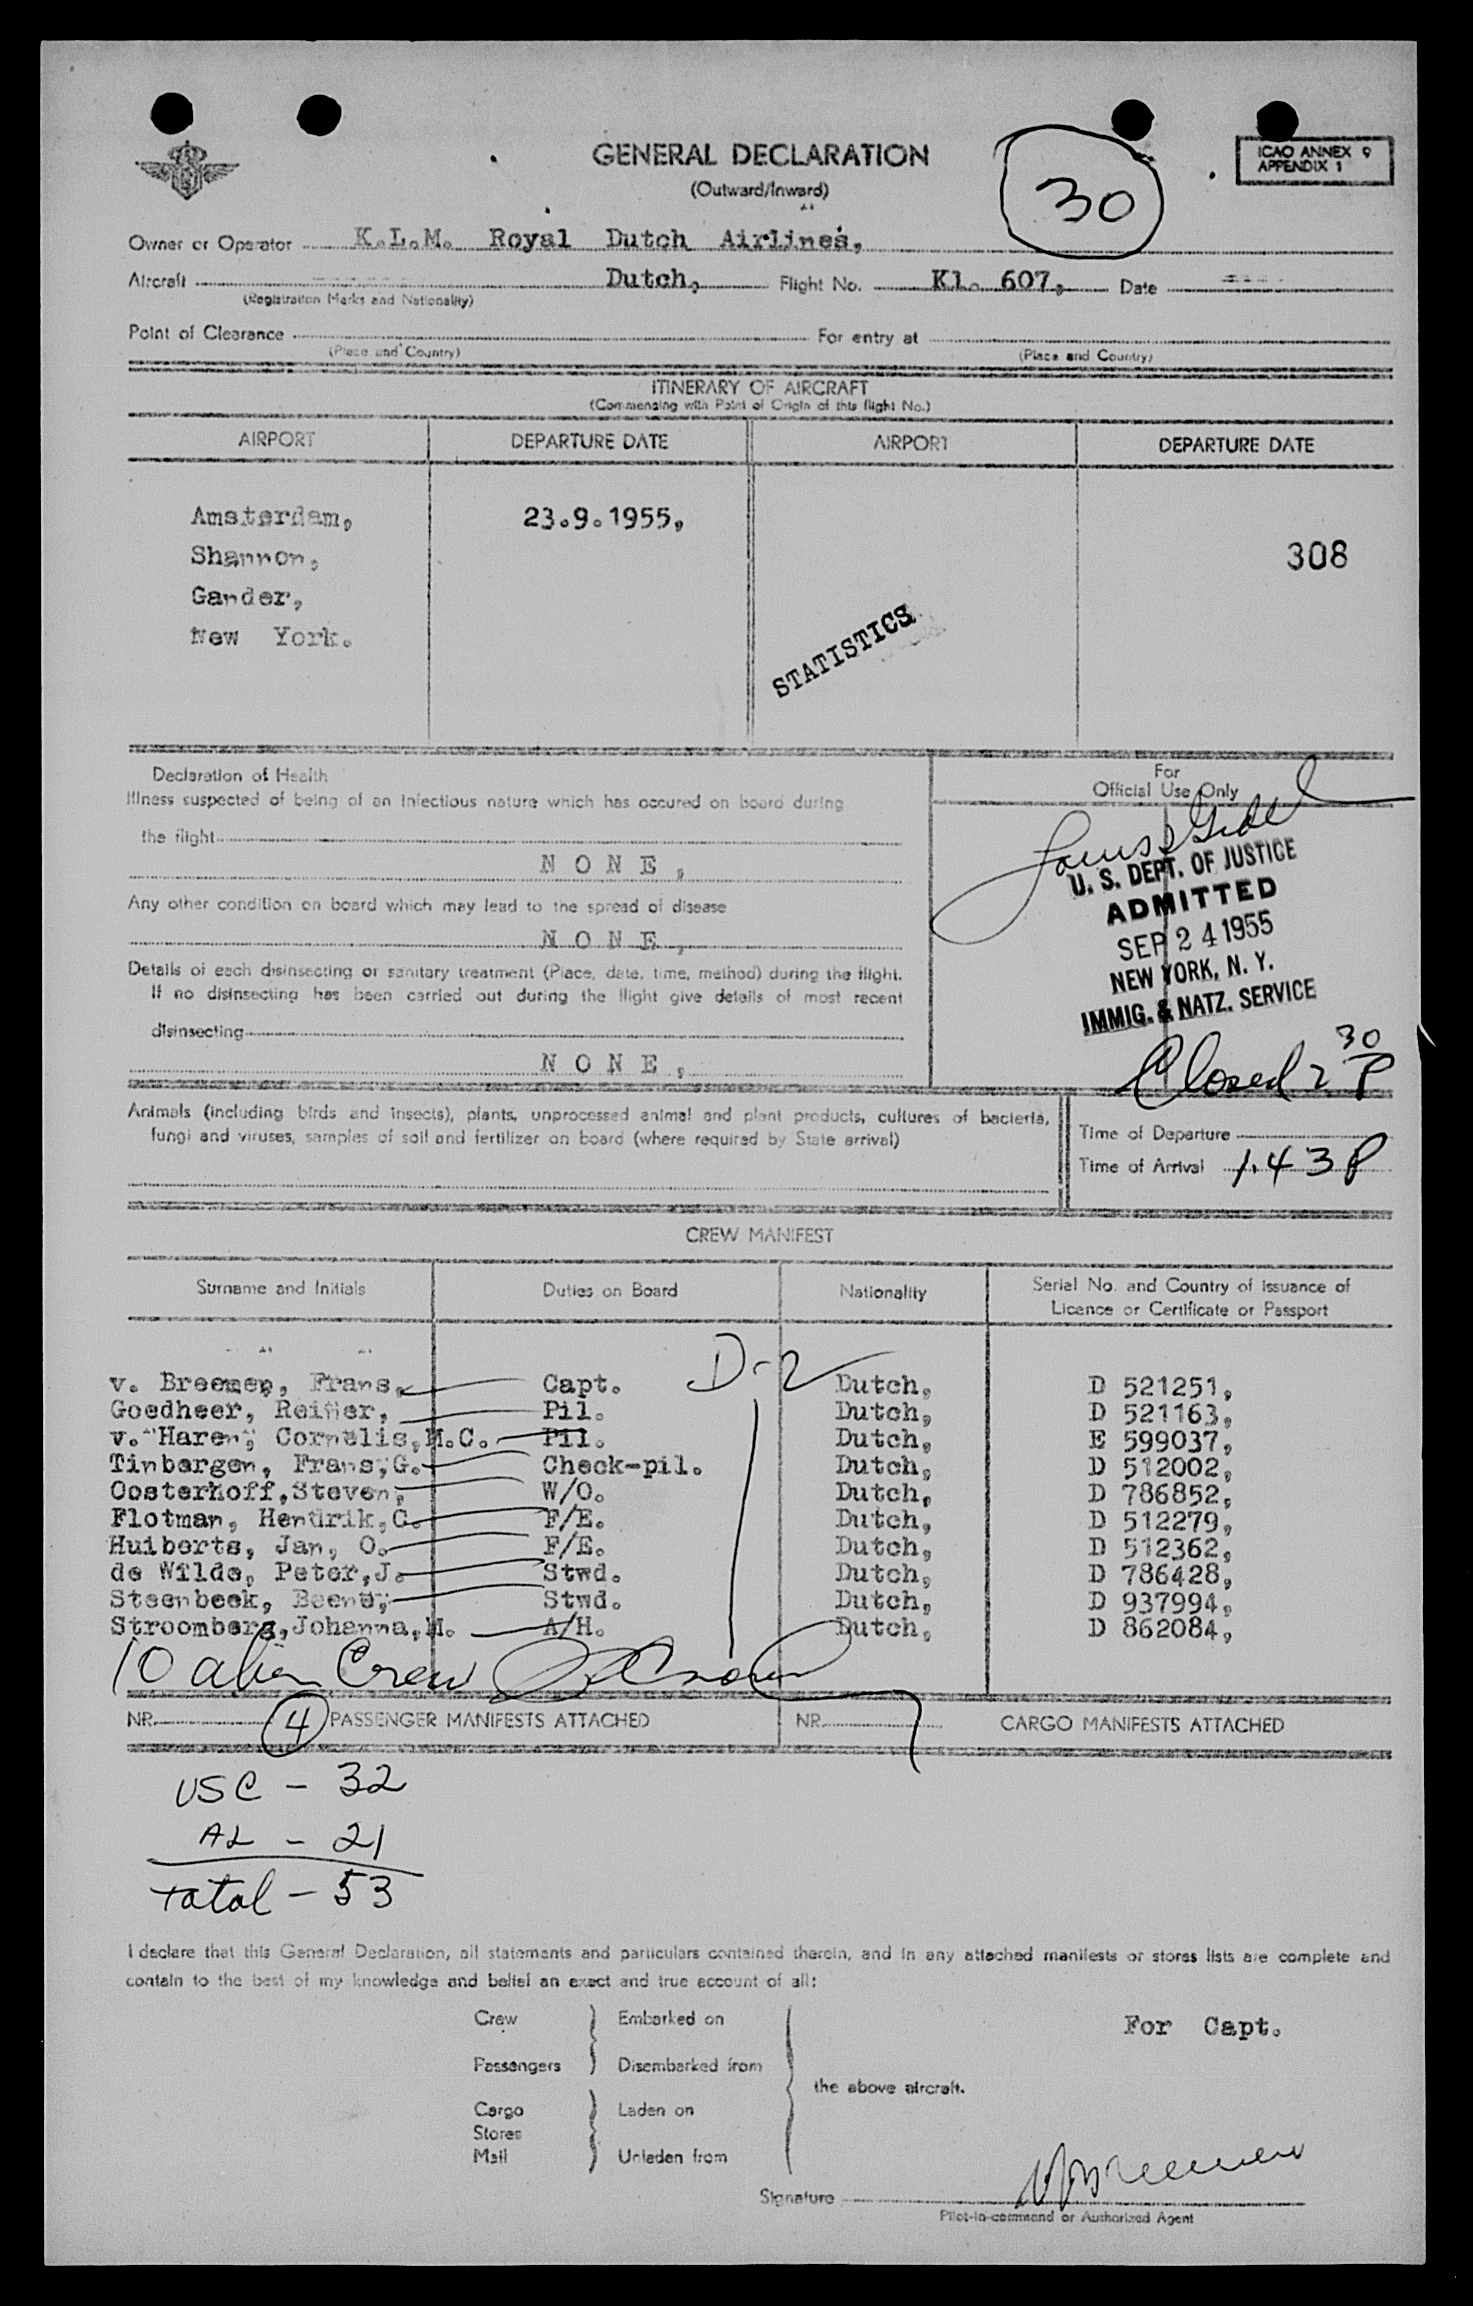 GENERAL DECLARATION
(Outward/Inward)
30
ICAO ANNEX 9
APPENDIX 1
Owner or Operator K.L.M. Royal Dutch Airlines,
Aircraft Dutch, Flight No. Kl. 607, Date
(Registration Marks and Nationality)
Point of Clearance For entry at
(Place and Country) (Place and Country)
ITINERARY OF AIRCRAFT
(Commencing with Point of Origin of this flight No.)
AIRPORT DEPARTURE DATE AIRPORT DEPARTURE DATE
Amsterdam, 23.9.1955,
Shannon, 308
Gander,
New York.
STATISTICS
Declaration of Health
Illness suspected of being of an infectious nature which has occured on board during
the flight
NONE,
Any other condition on board which may lead to the spread of disease
NONE,
Details of each disinsecting or sanitary treatment (Place, date, time, method) during the flight.
If no disinsecting has been carried out during the flight give details of most recent
disinsecting
NONE,
For
Official Use Only
U. S. DEPT. OF JUSTICE
ADMITTED
SEP 24 1955
NEW YORK, N. Y.
IMMIG. & NATZ. SERVICE
Closed 2 30 P
Animals (including birds and insects), plants, unprocessed animal and plant products, cultures of bacteria,
fungi and viruses, samples of soil and fertilizer on board (where required by State arrival)
Time of Departure
Time of Arrival 1.43 P
CREW MANIFEST
Surname and Initials Duties on Board Nationality Serial No. and Country of issuance of
Licence or Certificate or Passport
D-2
v. Breemen, Frans, Capt. Dutch, D 521251,
Goedheer, Reinier, Pil. Dutch, D 521163,
v. Haren, Cornelis,M.C. Pil. Dutch, E 599037,
Tinbergen, Frans,G. Check-pil. Dutch, D 512002,
Oosterhoff,Steven, W/O. Dutch, D 786852,
Flotman, Hendrik,C. F/E. Dutch, D 512279,
Huiberts, Jan, O. F/E. Dutch, D 512362,
de Wilde, Peter,J. Stwd. Dutch, D 786428,
Steenbeek, Stwd. Dutch, D 937994,
Stroomberg,Johanna,M. A/H. Dutch, D 862084,
10 alien Crew
NR. 4 PASSENGER MANIFESTS ATTACHED NR. CARGO MANIFESTS ATTACHED
USC - 32
AL - 21
Total - 53
I declare that this General Declaration, all statements and particulars contained therein, and in any attached manifests or stores lists are complete and
contain to the best of my knowledge and belief an exact and true account of all:
Crew Embarked on
Passengers Disembarked from
the above aircraft.
Cargo Laden on
Stores
Mail Unladen from
For Capt.
Signature
Pilot-in-command or Authorized Agent